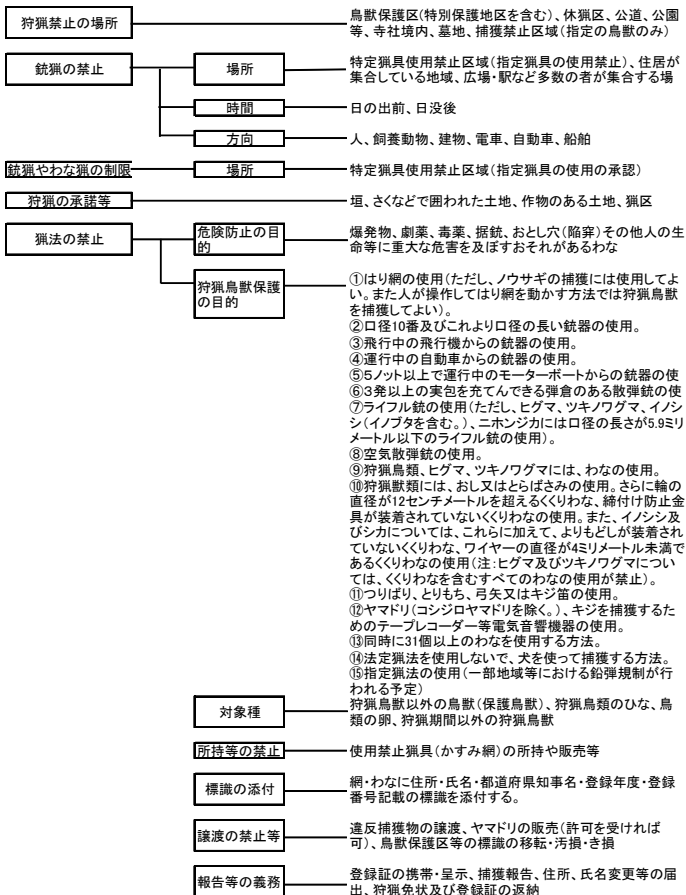 狩猟禁止の場所
鳥獣保護区(特別保護地区を含む)、休猟区、公道、公園
等、寺社境内、墓地、捕獲禁止区域(指定の鳥獣のみ)
銃猟の禁止
場所
特定猟具区域(指定猟具の使用禁止)、住居が
集合している地域、広場・駅など多数の者が集合する場
時間
日の出前、日没後
方向
人、飼養動物、建物、電車、自動車、船舶
銃猟やわな猟の制限
場所
特定猟具使用禁止区域(指定猟具の使用の承認)
狩猟の承諾等
垣、さくなどで囲われた土地、作物のある土地、猟区
猟法の禁止
危険防止の目
的
爆発物、劇薬、毒薬、据銃、おとし穴(陥穽)その他人の生
命等に重大な危害を及ぼすおそれがあるわな
狩猟鳥獣保護
の目的
①はり網の使用(ただし、ノウサギの捕獲には使用してよ
い。また人が操作してはり網を動かす方法では狩猟鳥獣
を捕獲してよい)。
②口径10番及びこれより口径の長い銃器の使用。
③飛行中の飛行機からの銃器の使用。
④運行中の自動車からの銃器の使用。
⑤5ノット以上で運行中のモーターボートからの銃器の使
⑥3発以上の実包を充てんできる弾倉のある散弾銃の使
⑦ライフル銃の使用(ただし、ヒグマ、ツキノワグマ、イノシ
シ(イノブタを含む。)、ニホンジカには口径の長さが5.9ミリ
メートル以下のライフル銃の使用)。
⑧空気散弾銃の使用。
⑨狩猟鳥類、ヒグマ、ツキノワグマには、わなの使用。
⑩狩猟獣類には、おし又はとらばさみの使用。さらに輪の
直径が12センチメートルを超えるくくりわな、締付け防止金
具が装着されていないくくりわなの使用。また、イノシシ及
びシカについては、これらに加えて、よりもどしが装着され
ていないくくりわな、ワイヤーの直径が4ミリメートル未満で
あるくくりわなの使用(注:ヒグマ及びツキノワグマについ
ては、くくりわなを含むすべてのわなの使用が禁止)。
⑪つりばり、とりもち、弓矢又はキジ笛の使用。
⑫ヤマドリ(コシジロヤマドリを除く。)、キジを捕獲するた
めのテープレコーダー等電気音響機器の使用。
⑬同時に31個以上のわなを使用する方法。
⑭法定猟法を使用しないで、犬を使って捕獲する方法。
⑮指定猟法の使用(一部地域等における鉛弾規制が行
われる予定)
対象種
狩猟鳥獣以外の鳥獣(保護鳥獣)、狩猟鳥類のひな、鳥
類の卵、狩猟期間以外の狩猟鳥獣
所持等の禁止
使用禁止猟具(かすみ網)の所持や販売等
標識の添付
網・わなに住所・氏名・都道府県知事名・登録年度・登録
番号記載の標識を添付する。
譲渡の禁止等
違反捕獲物の譲渡、ヤマドリの販売(許可を受ければ
可)、鳥獣保護区等の標識の移転・汚損・き損
報告等の義務
登録証の携帯・呈示、捕獲報告、住所、氏名変更等の届
出、狩猟免状及び登録証の返納